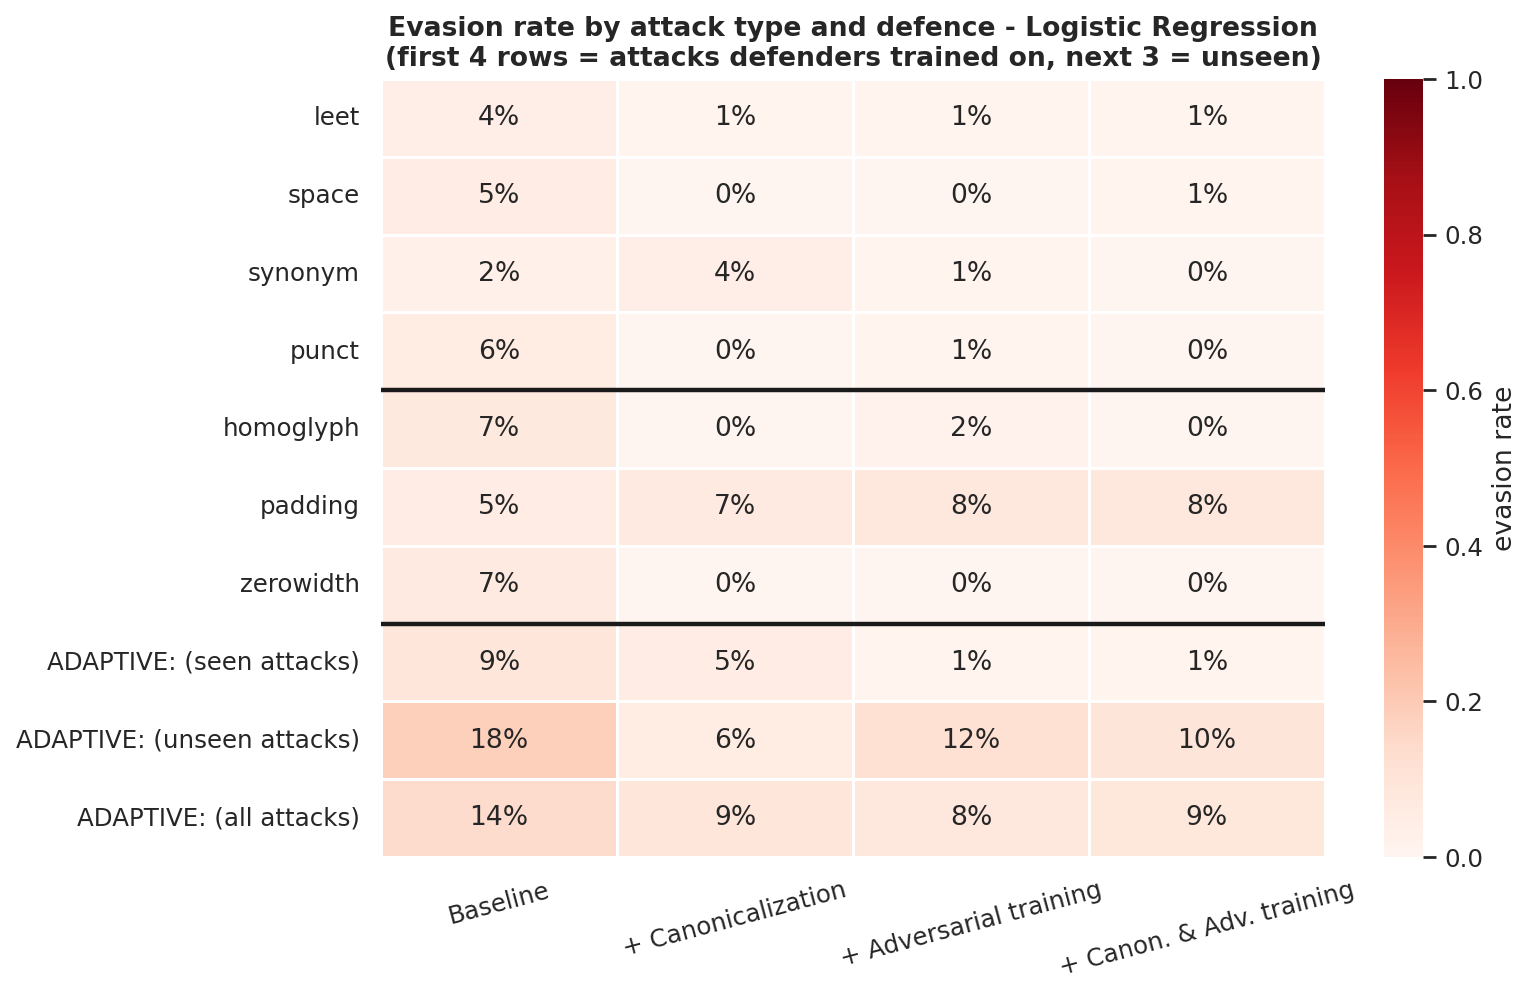 Evasion rate by attack type and defence - Logistic Regression
(first 4 rows = attacks defenders trained on, next 3 = unseen)
leet 4% 1% 1% 1%
space 5% 0% 0% 1%
synonym 2% 4% 1% 0%
punct 6% 0% 1% 0%
homoglyph 7% 0% 2% 0%
padding 5% 7% 8% 8%
zerowidth 7% 0% 0% 0%
ADAPTIVE: (seen attacks) 9% 5% 1% 1%
ADAPTIVE: (unseen attacks) 18% 6% 12% 10%
ADAPTIVE: (all attacks) 14% 9% 8% 9%
Baseline
+ Canonicalization
+ Adversarial training
+ Canon. & Adv. training
1.0
0.8
0.6
0.4
0.2
0.0
evasion rate